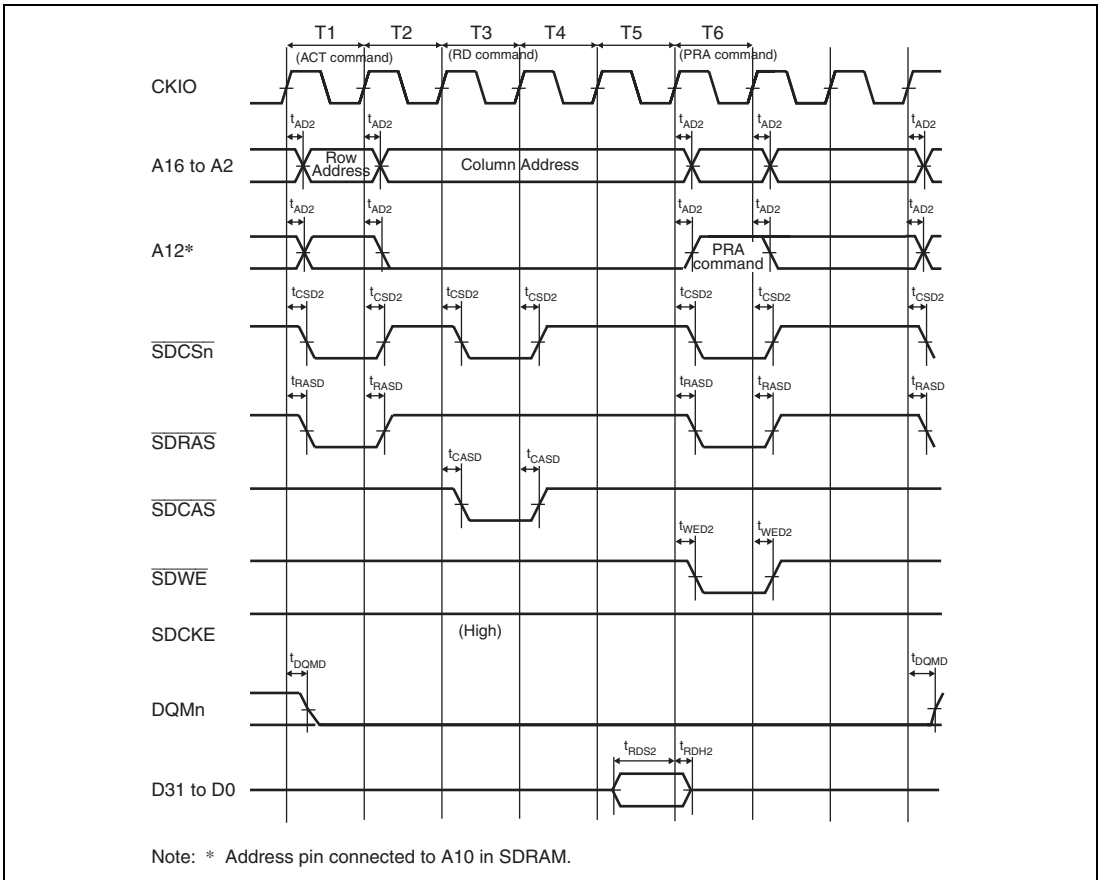 T1 T2 T3 T4 T5 T6
(ACT command) (RD command) (PRA command)
CKIO
tAD2 tAD2 tAD2 tAD2 tAD2
A16 to A2
Row
Address
Column Address
tAD2 tAD2 tAD2 tAD2 tAD2
A12*
PRA
command
tCSD2 tCSD2 tCSD2 tCSD2 tCSD2 tCSD2 tCSD2
SDCSn
tRASD tRASD tRASD tRASD tRASD
SDRAS
tCASD tCASD
SDCAS
tWED2 tWED2
SDWE
SDCKE
(High)
tDQMD tDQMD
DQMn
tRDS2 tRDH2
D31 to D0
Note: * Address pin connected to A10 in SDRAM.